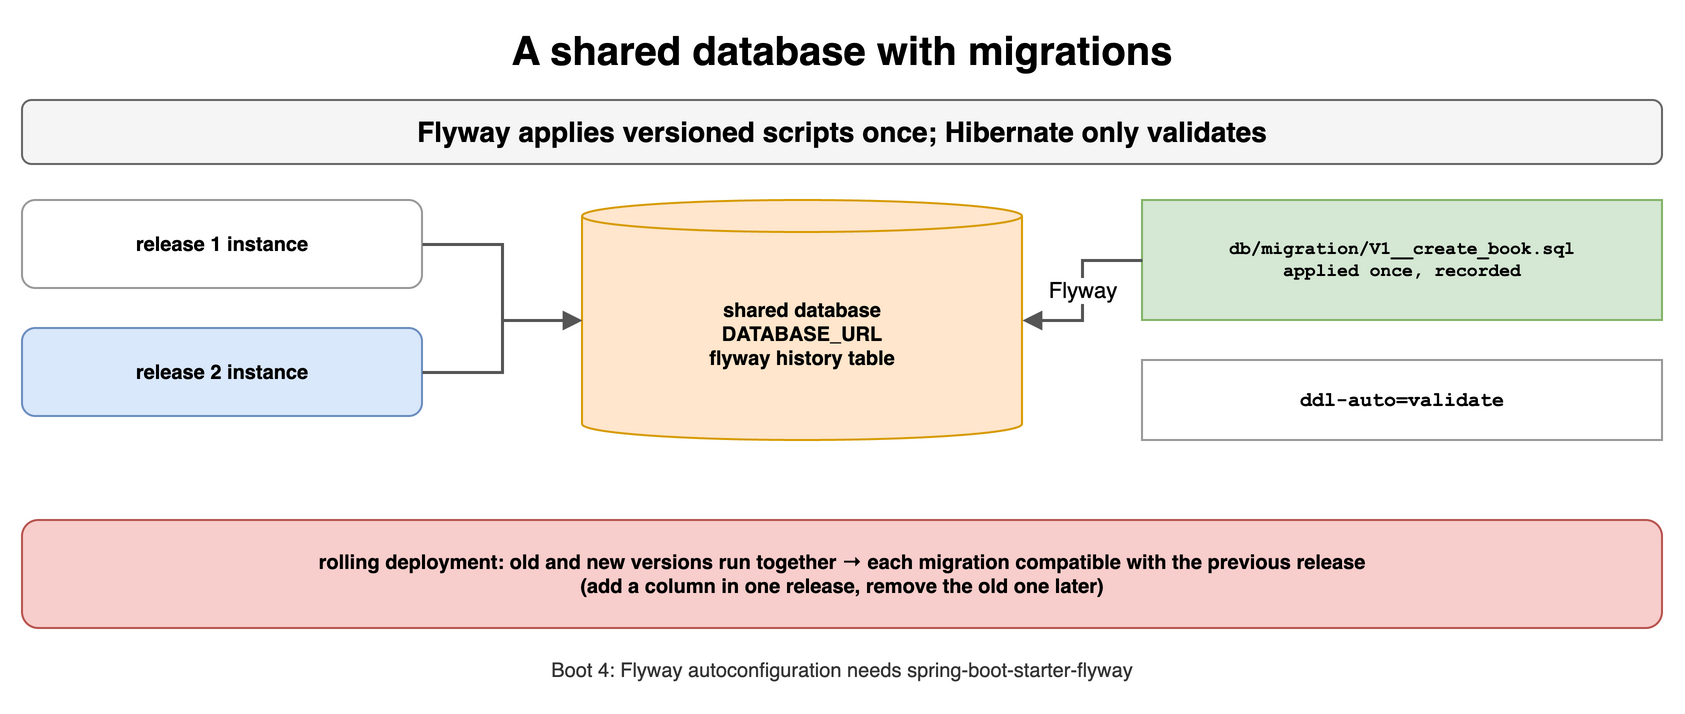 A shared database with migrations
Flyway applies versioned scripts once; Hibernate only validates
release 1 instance
release 2 instance
shared database
DATABASE_URL
flyway history table
Flyway
db/migration/V1__create_book.sql
applied once, recorded
ddl-auto=validate
rolling deployment: old and new versions run together → each migration compatible with the previous release
(add a column in one release, remove the old one later)
Boot 4: Flyway autoconfiguration needs spring-boot-starter-flyway